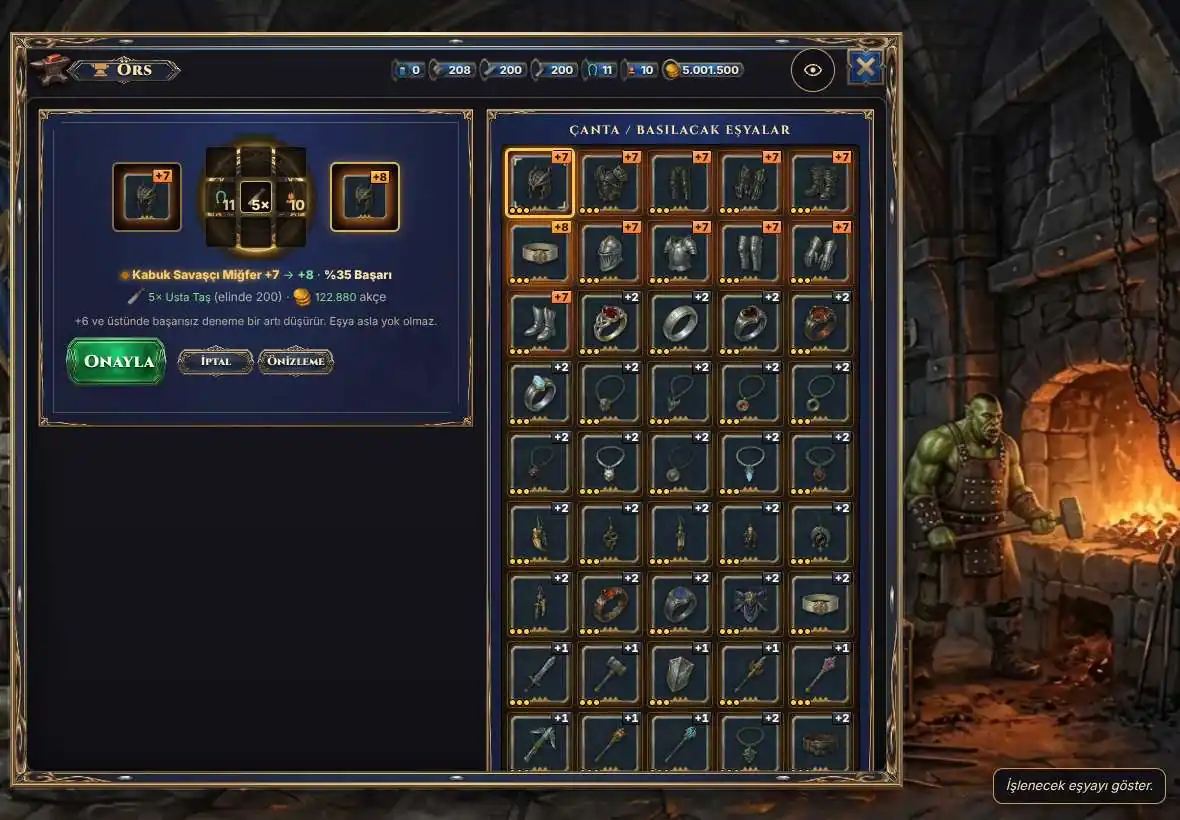 ÖRS
0 208 200 200 11 10 5.001.500
ÇANTA / BASILACAK EŞYALAR
+7 +8
11 5× 10
Kabuk Savaşçı Miğfer +7 → +8 · %35 Başarı
5× Usta Taş (elinde 200) · 122.880 akçe
+6 ve üstünde başarısız deneme bir artı düşürür. Eşya asla yok olmaz.
ONAYLA İPTAL ÖNİZLEME
+7 +7 +7 +7 +7
+8 +7 +7 +7 +7
+7 +2 +2 +2 +2
+2 +2 +2 +2 +2
+2 +2 +2 +2 +2
+2 +2 +2 +2 +2
+2 +2 +2 +2 +2
+1 +1 +1 +1 +1
+1 +1 +1 +2 +2
İşlenecek eşyayı göster.